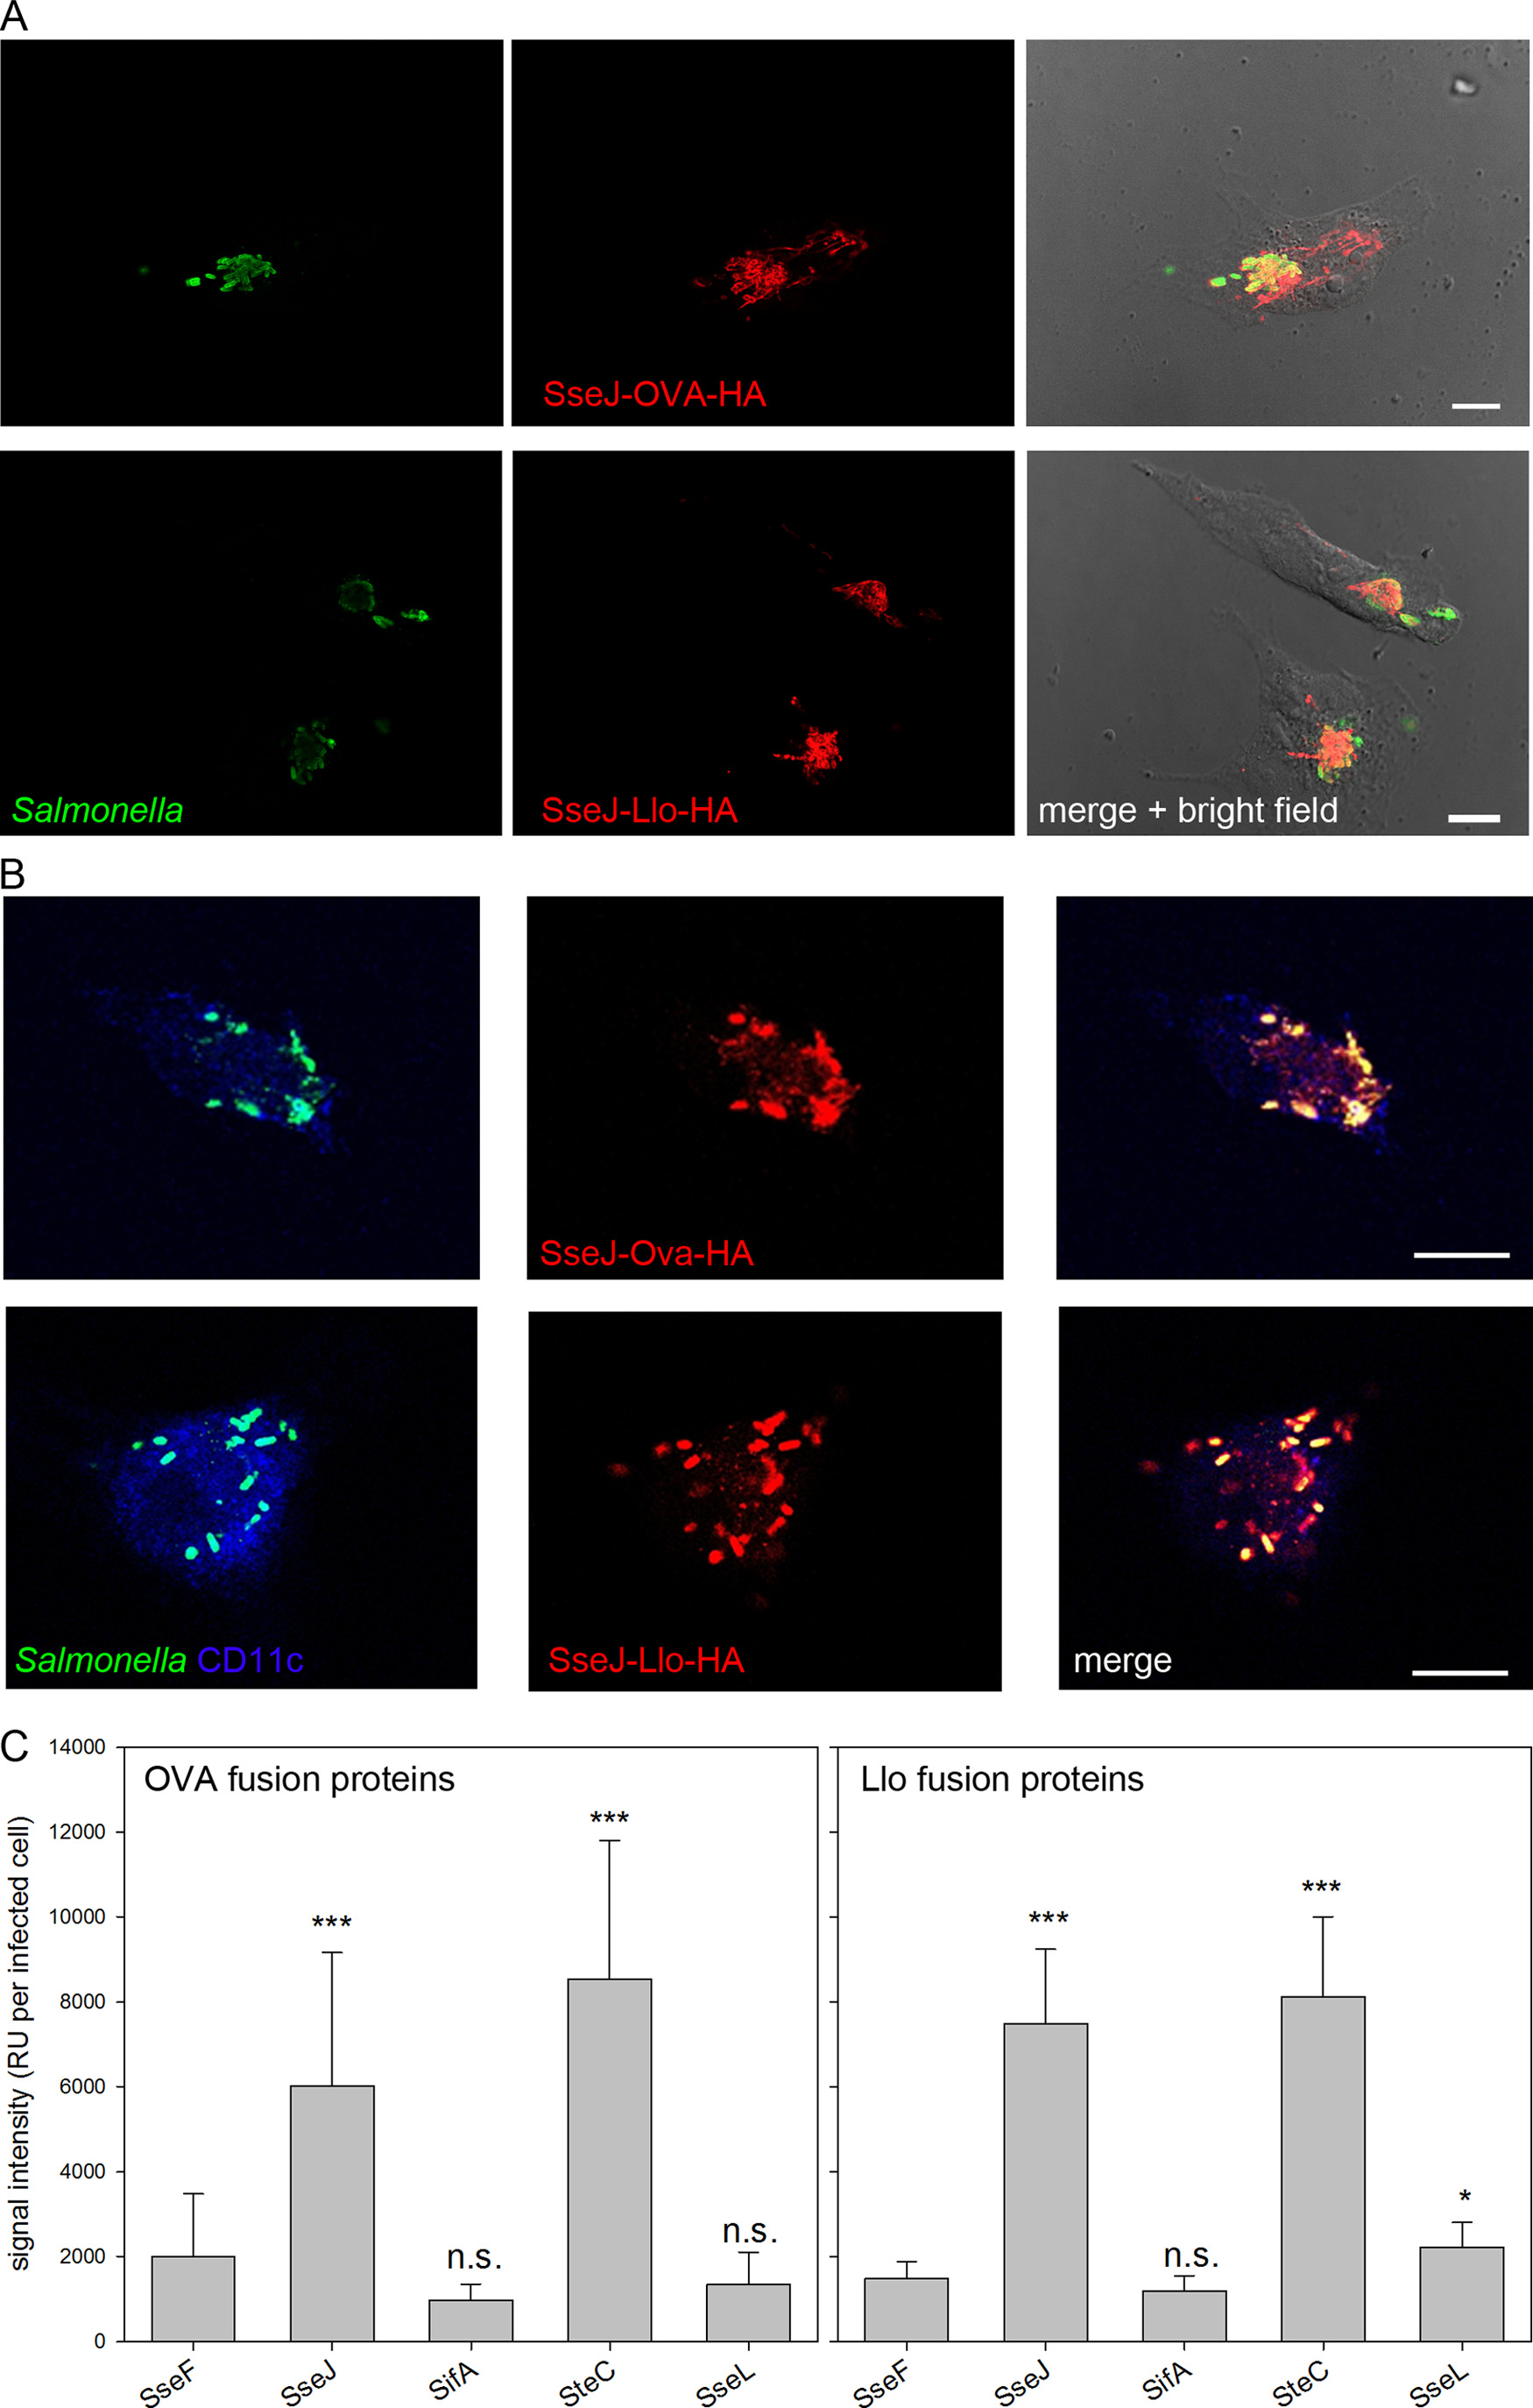 A
SseJ-OVA-HA
Salmonella
SseJ-Llo-HA
merge + bright field
B
SseJ-Ova-HA
Salmonella CD11c
SseJ-Llo-HA
merge
C
signal intensity (RU per infected cell)
14000
12000
10000
8000
6000
4000
2000
0
OVA fusion proteins
***
***
n.s.
n.s.
SseF
SseJ
SifA
SteC
SseL
Llo fusion proteins
***
***
n.s.
*
SseF
SseJ
SifA
SteC
SseL